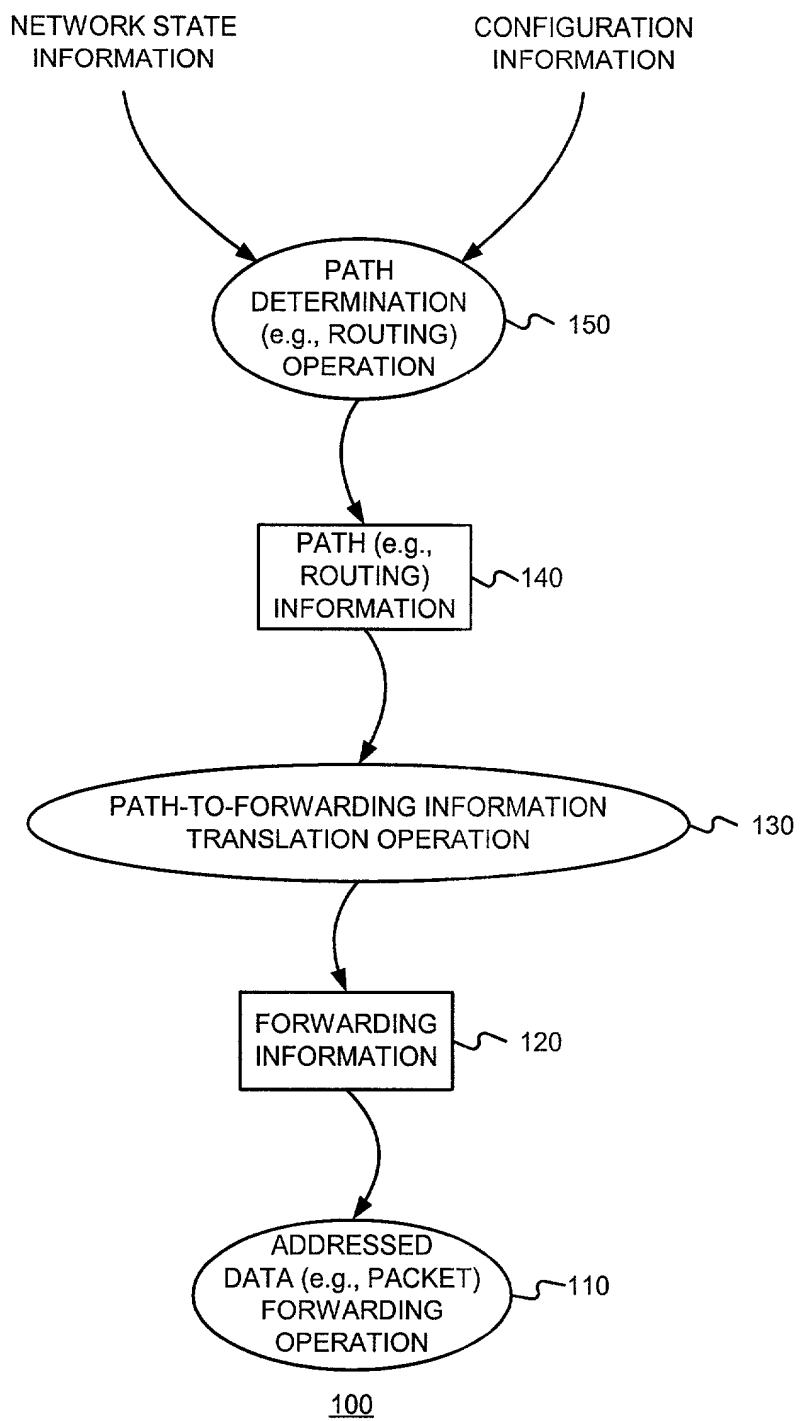 NETWORK STATE
INFORMATION
CONFIGURATION
INFORMATION
PATH
DETERMINATION
(e.g., ROUTING)
OPERATION
150
PATH (e.g.,
ROUTING)
INFORMATION
140
PATH-TO-FORWARDING INFORMATION
TRANSLATION OPERATION
130
FORWARDING
INFORMATION
120
ADDRESSED
DATA (e.g., PACKET)
FORWARDING
OPERATION
110
100